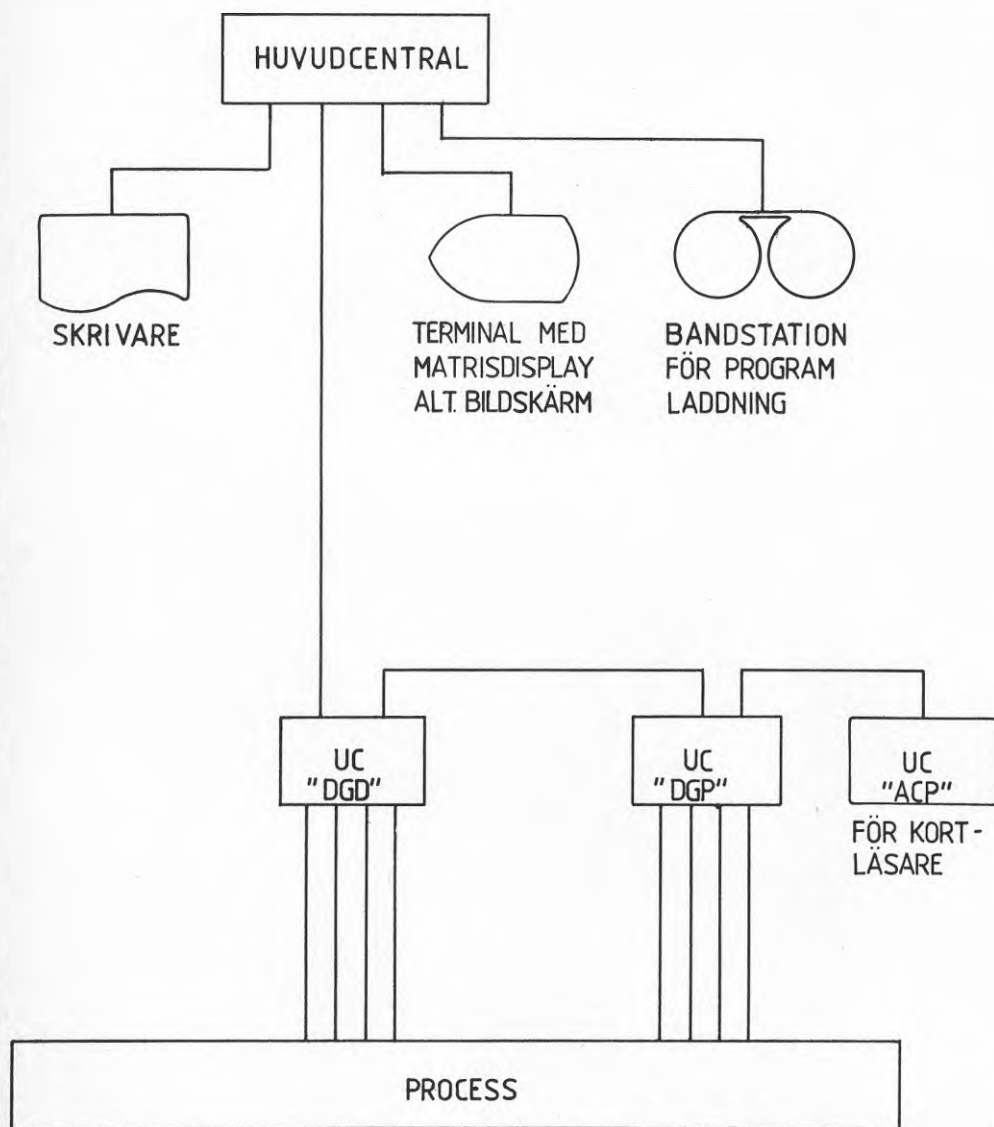 HUVUDCENTRAL
SKRIVARE
TERMINAL MED
MATRISDISPLAY
ALT. BILDSKÄRM
BANDSTATION
FÖR PROGRAM
LADDNING
UC
"DGD"
UC
"DGP"
UC
"ACP"
FÖR KORT-
LÄSARE
PROCESS